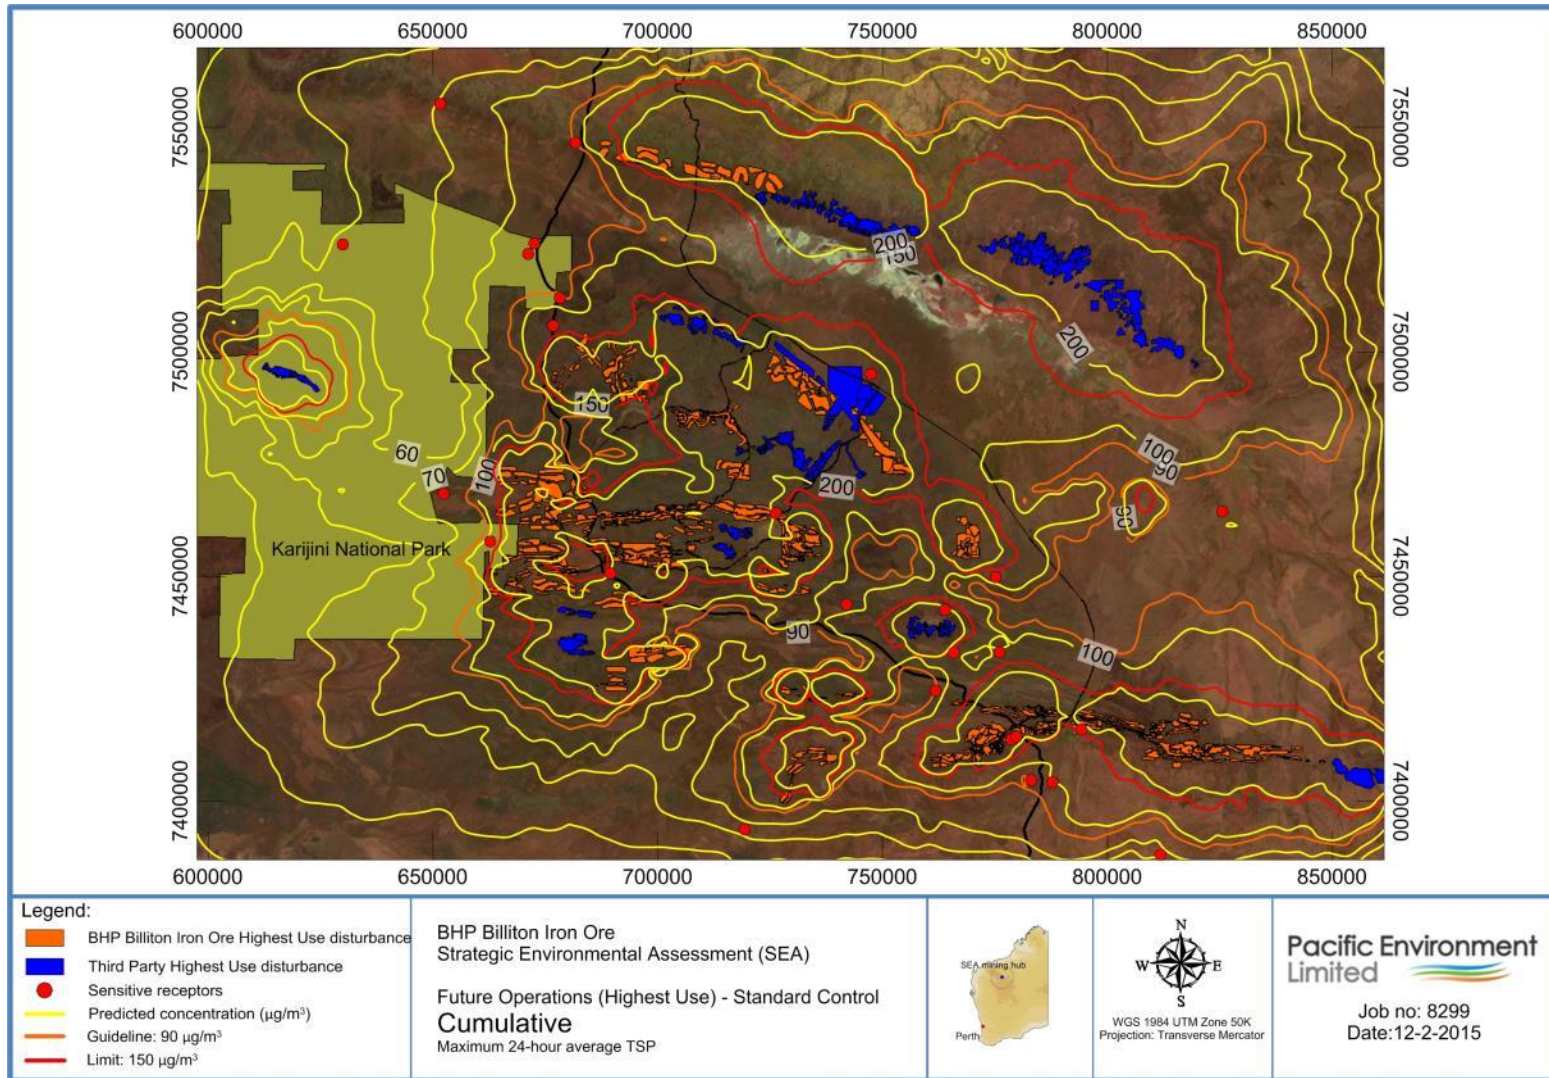 600000 650000 700000 750000 800000 850000
7550000
7550000
200
150
200
7500000
7500000
150
60
70
100
200
100
90
90
Karijini National Park
7450000
7450000
90
100
7400000
7400000
600000 650000 700000 750000 800000 850000
Legend:
BHP Billiton Iron Ore Highest Use disturbance
Third Party Highest Use disturbance
Sensitive receptors
Predicted concentration (µg/m³)
Guideline: 90 µg/m³
Limit: 150 µg/m³
BHP Billiton Iron Ore
Strategic Environmental Assessment (SEA)
Future Operations (Highest Use) - Standard Control
Cumulative
Maximum 24-hour average TSP
SEA mining hub
Perth
N
W E
S
WGS 1984 UTM Zone 50K
Projection: Transverse Mercator
Pacific Environment
Limited
Job no: 8299
Date:12-2-2015